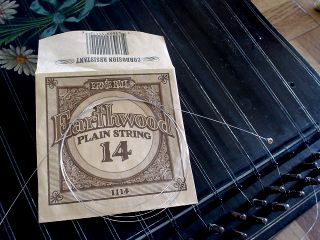 CORROSION RESISTANT
ERNIE BALL
Earthwood
PLAIN STRING
14
1114